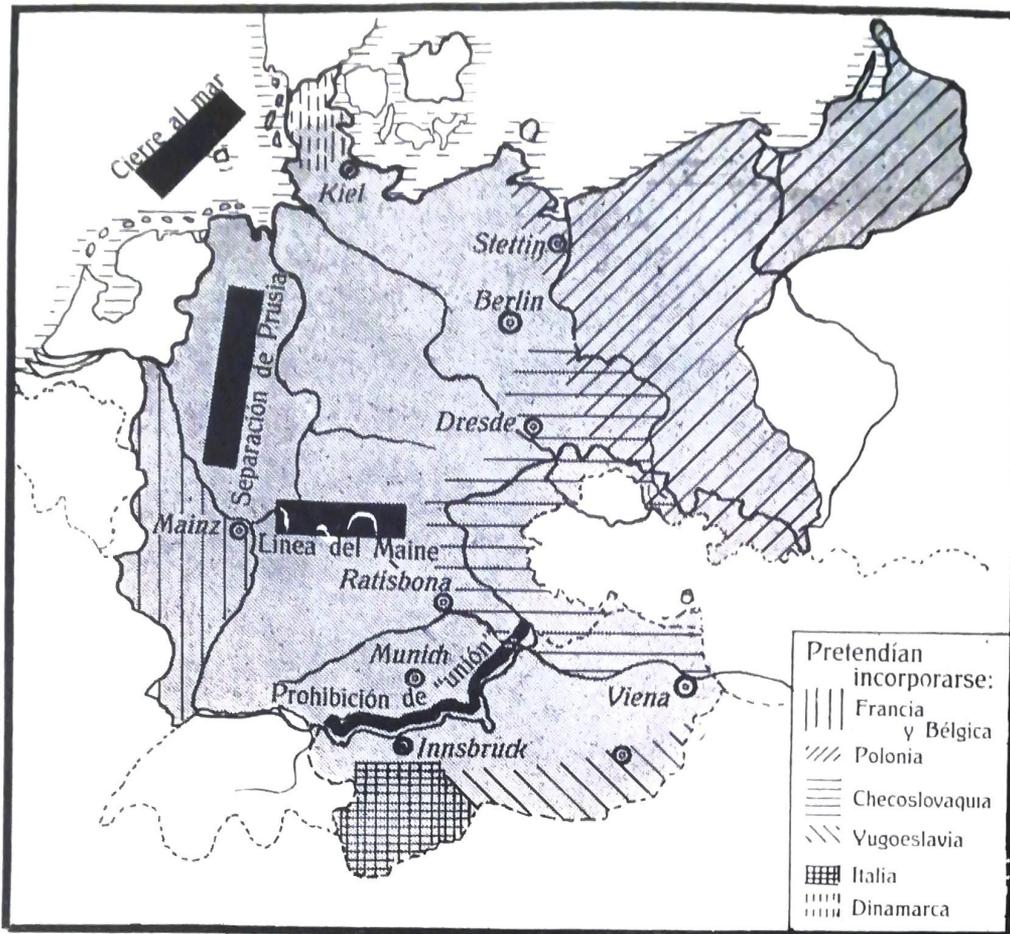 Cierre al mar
Kiel
Stettin
Berlin
Separación de Prusia
Dresde
Mainz
Línea del Maine
Ratisbona
Munich
Prohibición de "unión"
Viena
Innsbruck
Pretendían
incorporarse:
Francia
y Bélgica
Polonia
Checoslovaquia
Yugoeslavia
Italia
Dinamarca